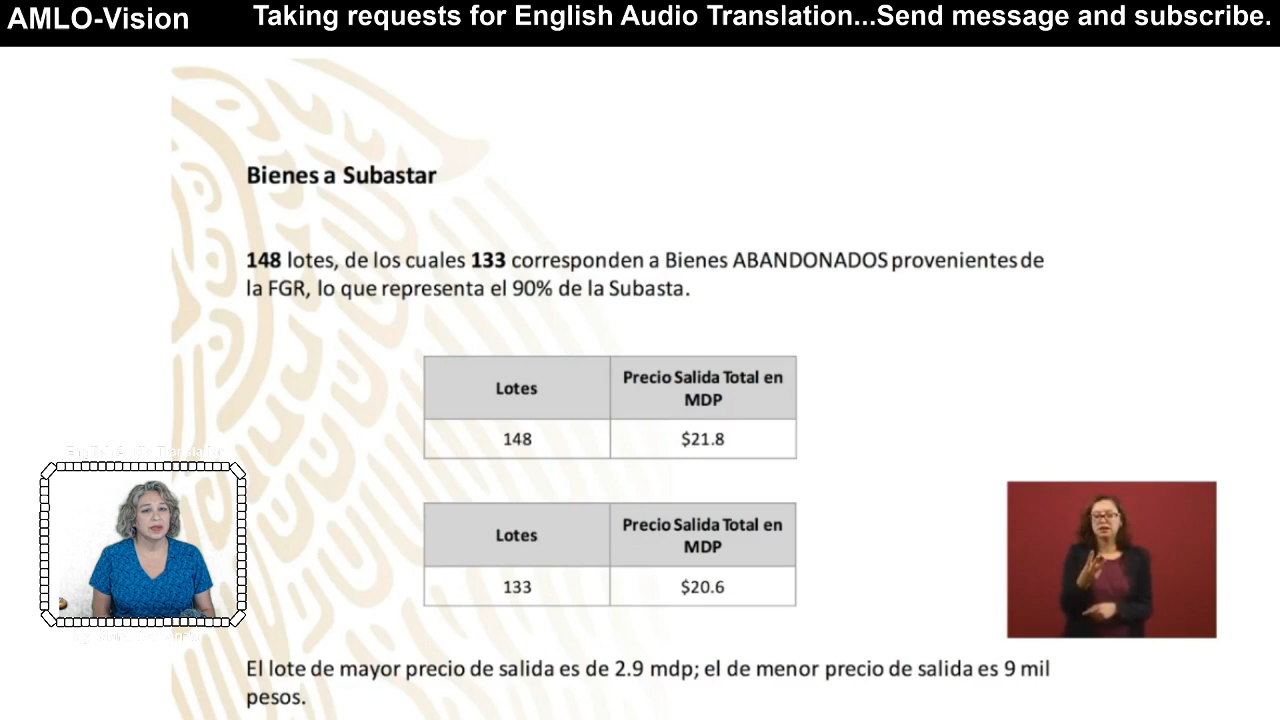 AMLO-Vision
Taking requests for English Audio Translation...Send message and subscribe.
Bienes a Subastar
148 lotes, de los cuales 133 corresponden a Bienes ABANDONADOS provenientes de
la FGR, lo que representa el 90% de la Subasta.
Lotes
Precio Salida Total en
MDP
148
$21.8
Lotes
Precio Salida Total en
MDP
133
$20.6
English Audio Translation
El lote de mayor precio de salida es de 2.9 mdp; el de menor precio de salida es 9 mil
pesos.